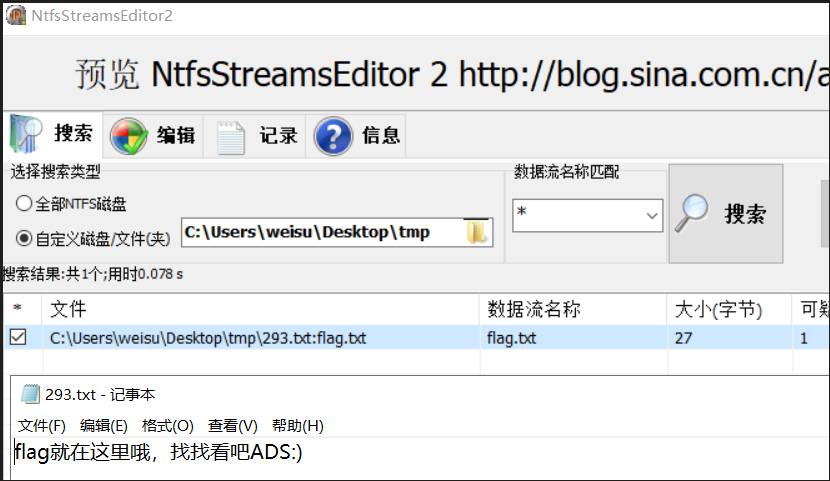 NtfsStreamsEditor2
预览 NtfsStreamsEditor 2 http://blog.sina.com.cn/a
搜索 编辑 记录 信息
选择搜索类型 数据流名称匹配
全部NTFS磁盘
* 搜索
自定义磁盘/文件(夹) C:\Users\weisu\Desktop\tmp
搜索结果:共1个;用时0.078 s
* 文件 数据流名称 大小(字节) 可疑
C:\Users\weisu\Desktop\tmp\293.txt:flag.txt flag.txt 27 1
293.txt - 记事本
文件(F) 编辑(E) 格式(O) 查看(V) 帮助(H)
flag就在这里哦，找找看吧ADS:)